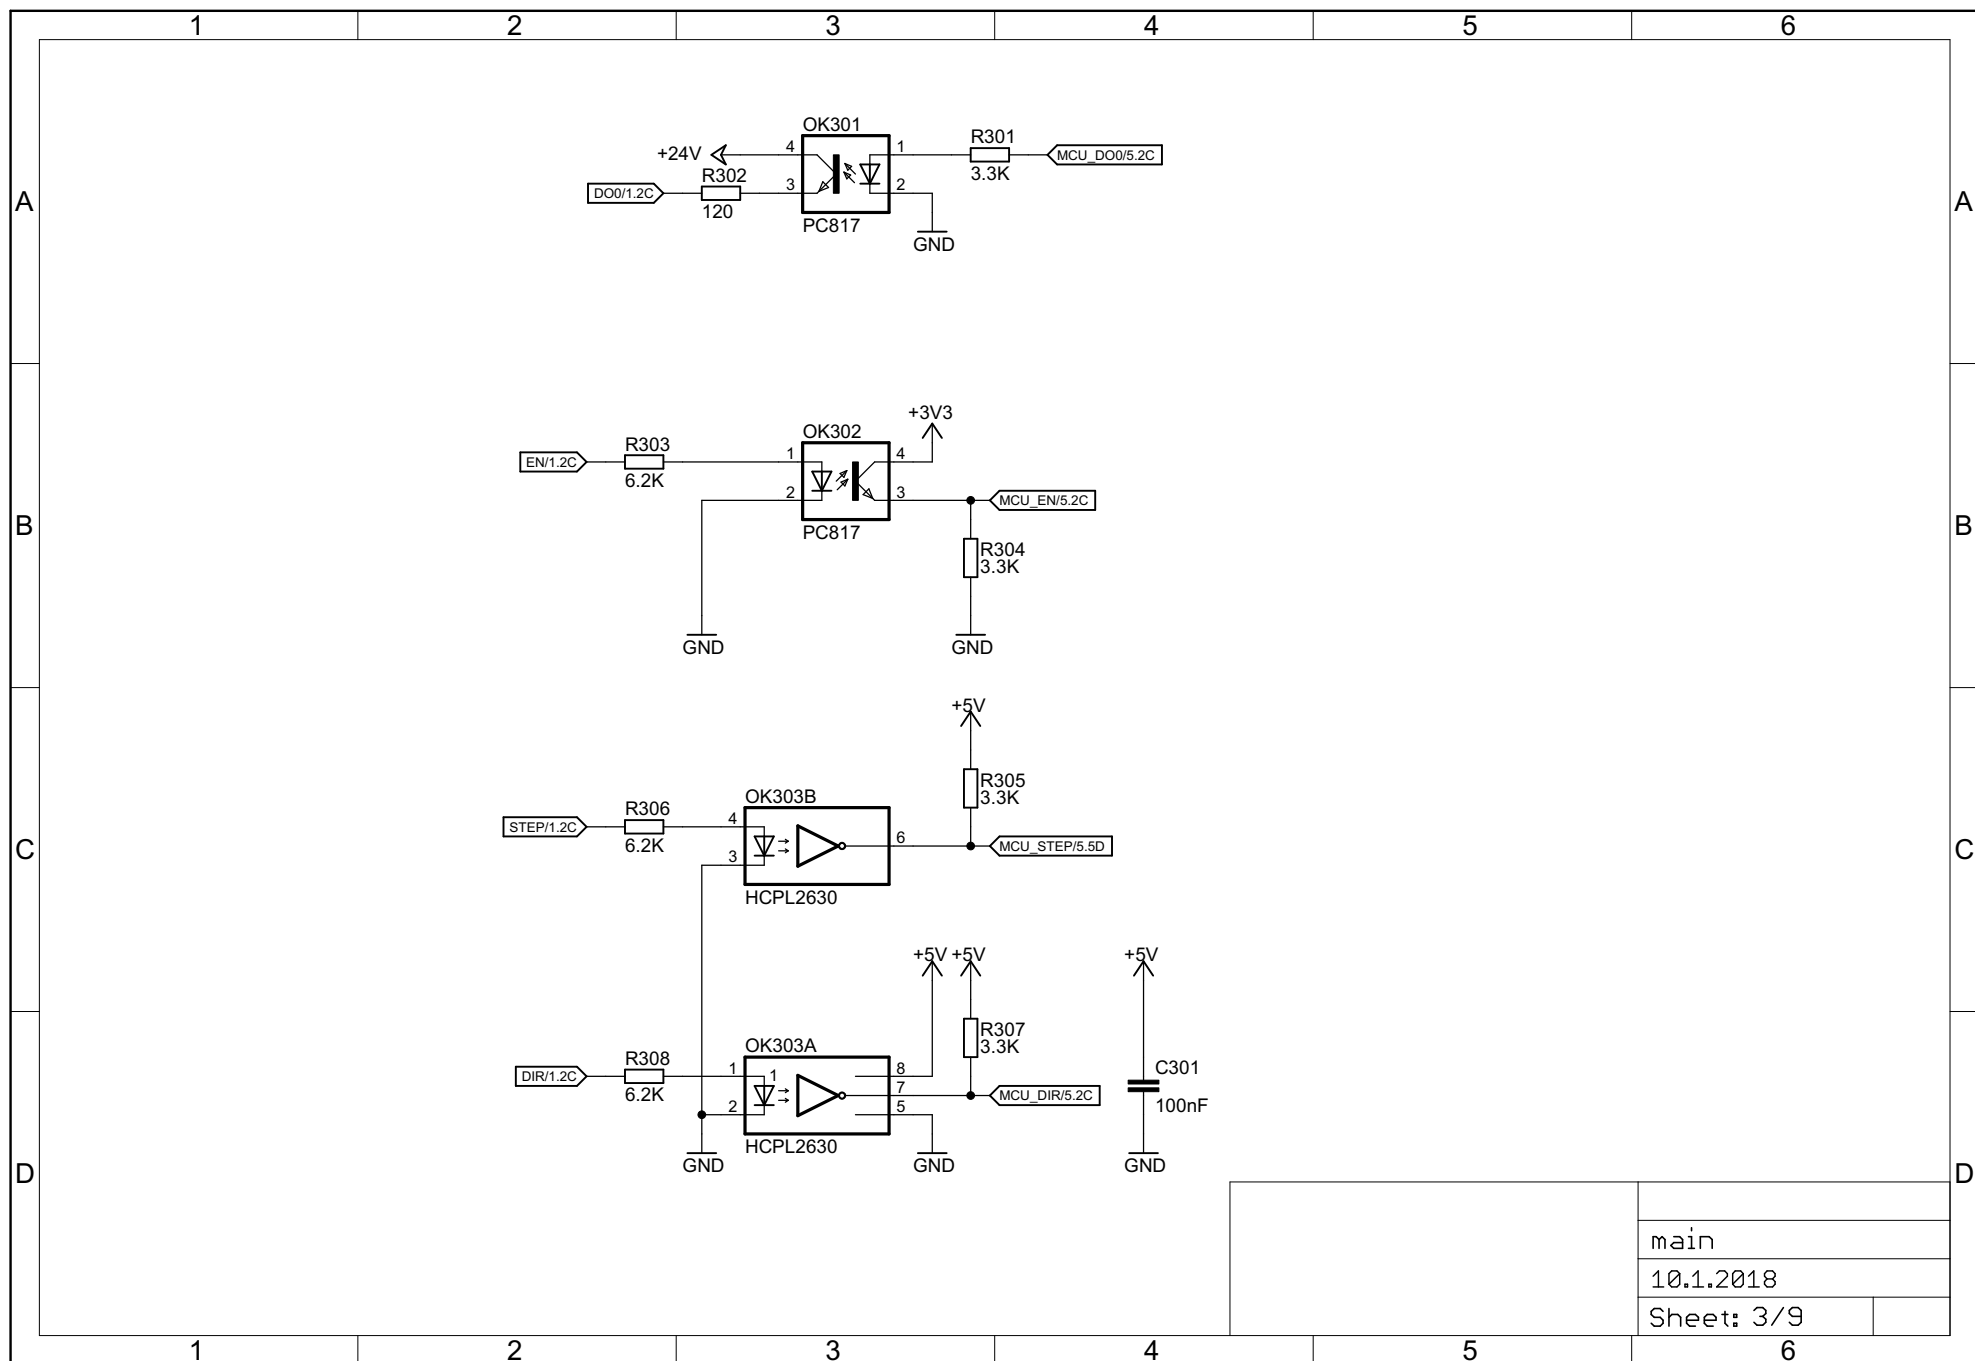 1 2 3 4 5 6
A A
OK301
+24V 4 1 R301 MCU_DO0/5.2C
3.3K
R302
DO0/1.2C 3 2
120
PC817
GND
B B
+3V3
OK302
EN/1.2C R303 1 4
6.2K
2 3 MCU_EN/5.2C
PC817
R304
3.3K
GND GND
C C
+5V
R305
3.3K
OK303B
STEP/1.2C R306 4
6.2K
3 6 MCU_STEP/5.5D
HCPL2630
+5V +5V +5V
R307
3.3K
OK303A
DIR/1.2C R308 1 1 8
6.2K
7 MCU_DIR/5.2C
2 5
HCPL2630
C301
100nF
GND GND GND
D D
main
10.1.2018
Sheet: 3/9
1 2 3 4 5 6